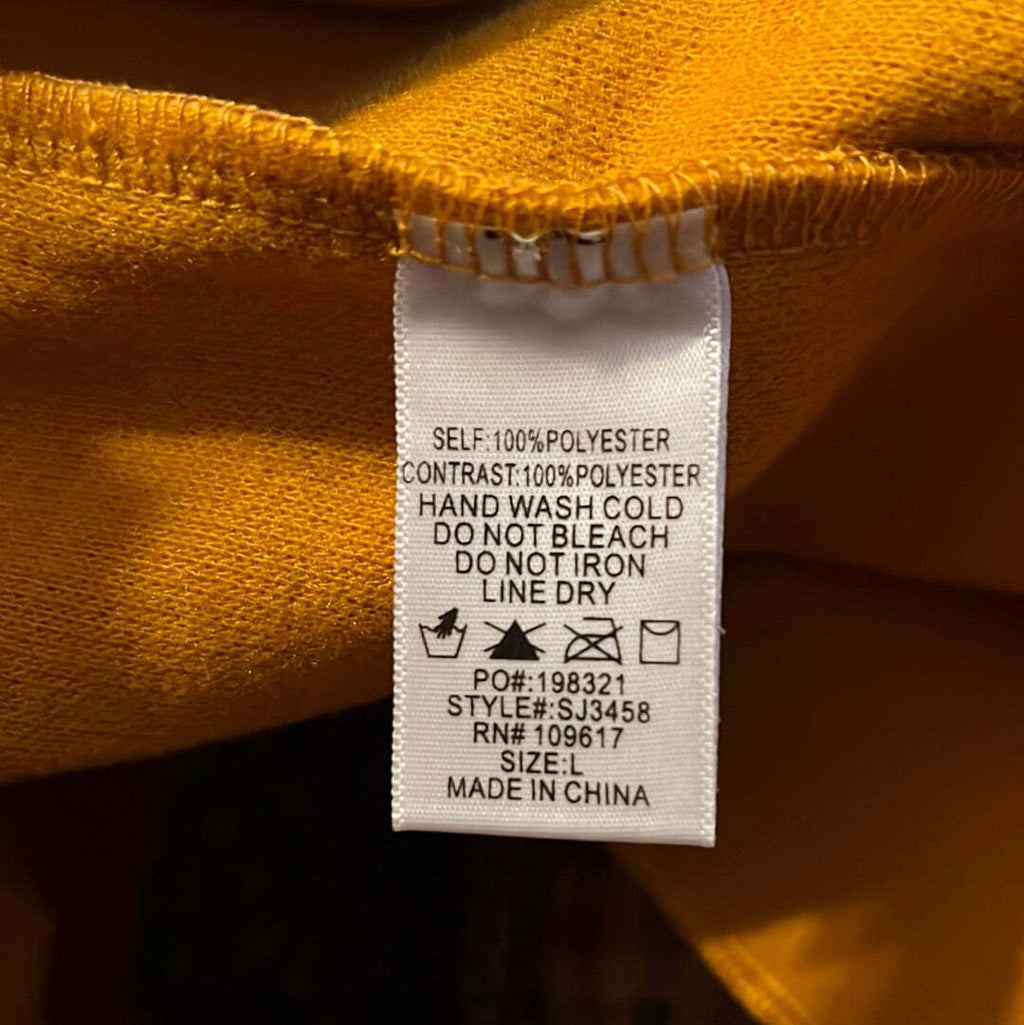 SELF:100%POLYESTER
CONTRAST:100%POLYESTER
HAND WASH COLD
DO NOT BLEACH
DO NOT IRON
LINE DRY
PO#:198321
STYLE#:SJ3458
RN# 109617
SIZE:L
MADE IN CHINA